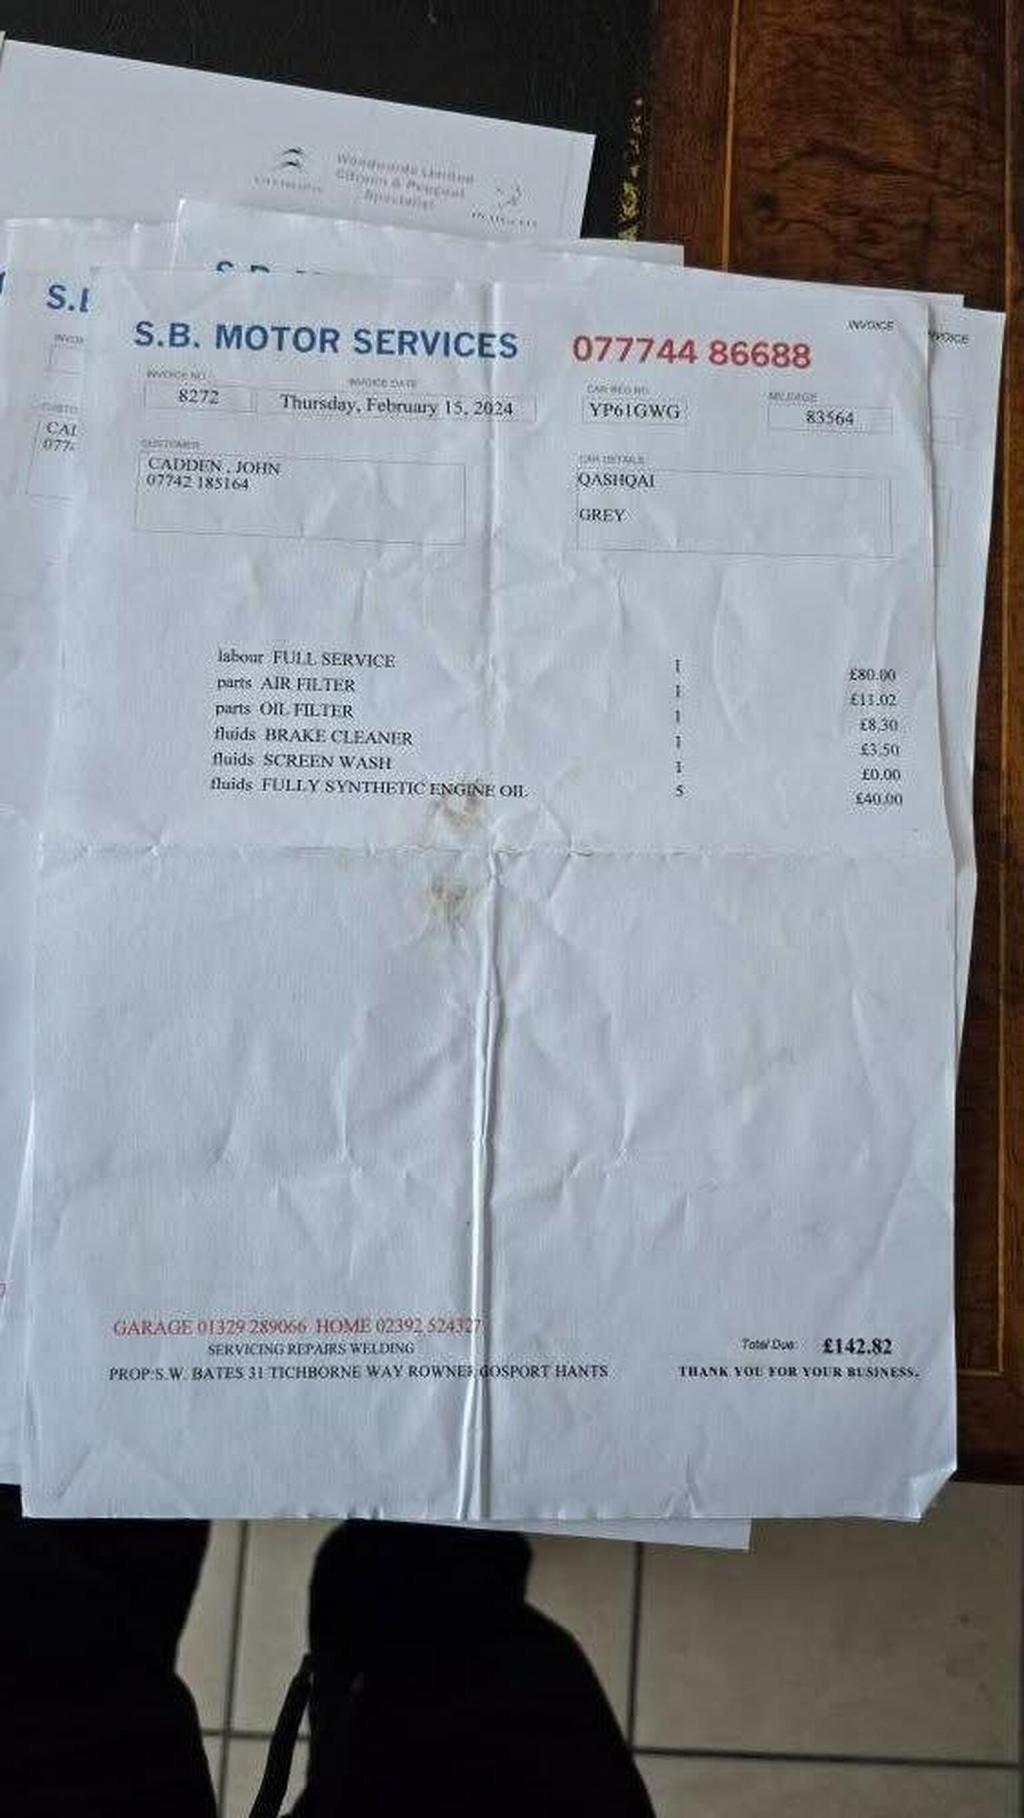 Woodwards Limited
Citroen & Peugeot
Specialist
S.B.
INVOICE
INVOICE
S.B. MOTOR SERVICES 077744 86688
INVOICE NO. INVOICE DATE CAR REG NO. MILEAGE
8272 Thursday, February 15, 2024 YP61GWG 83564
CUSTOMER CAR DETAILS
CADDEN , JOHN QASHQAI
07742 185164
GREY
labour FULL SERVICE 1 £80.00
parts AIR FILTER 1 £11.02
parts OIL FILTER 1 £8.30
fluids BRAKE CLEANER 1 £3.50
fluids SCREEN WASH 1 £0.00
fluids FULLY SYNTHETIC ENGINE OIL 5 £40.00
GARAGE 01329 289066 HOME 02392 524327
SERVICING REPAIRS WELDING Total Due: £142.82
PROP:S.W. BATES 31 TICHBORNE WAY ROWNER GOSPORT HANTS THANK YOU FOR YOUR BUSINESS.